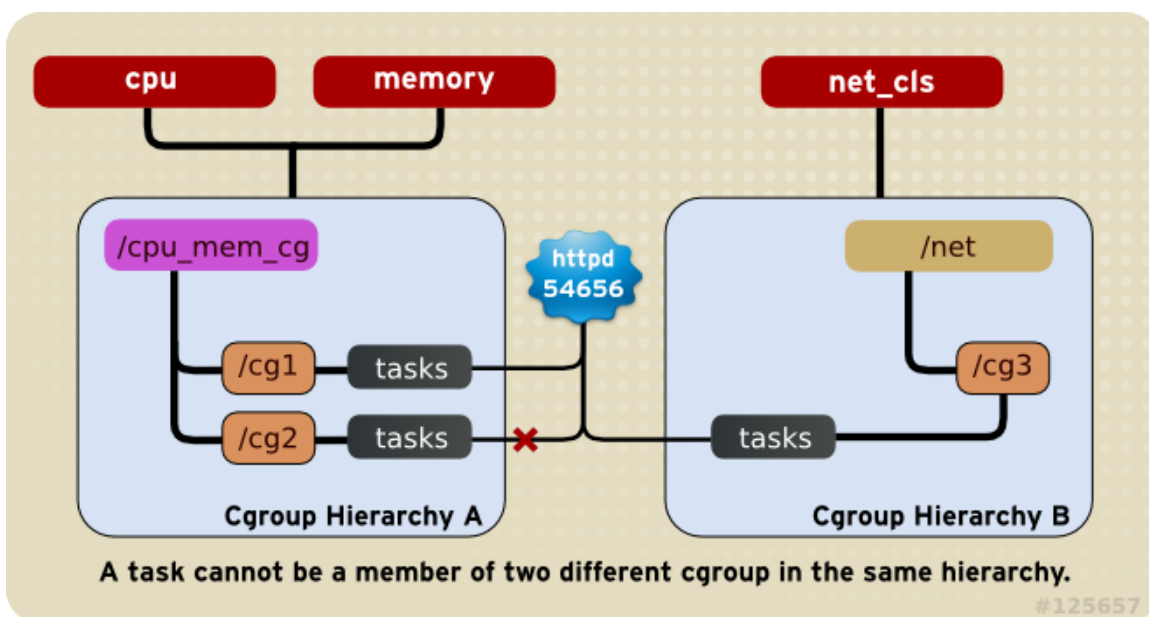 cpu
memory
net_cls
/cpu_mem_cg
httpd
54656
/net
/cg1
tasks
/cg3
/cg2
tasks
tasks
Cgroup Hierarchy A
Cgroup Hierarchy B
A task cannot be a member of two different cgroup in the same hierarchy.
#125657